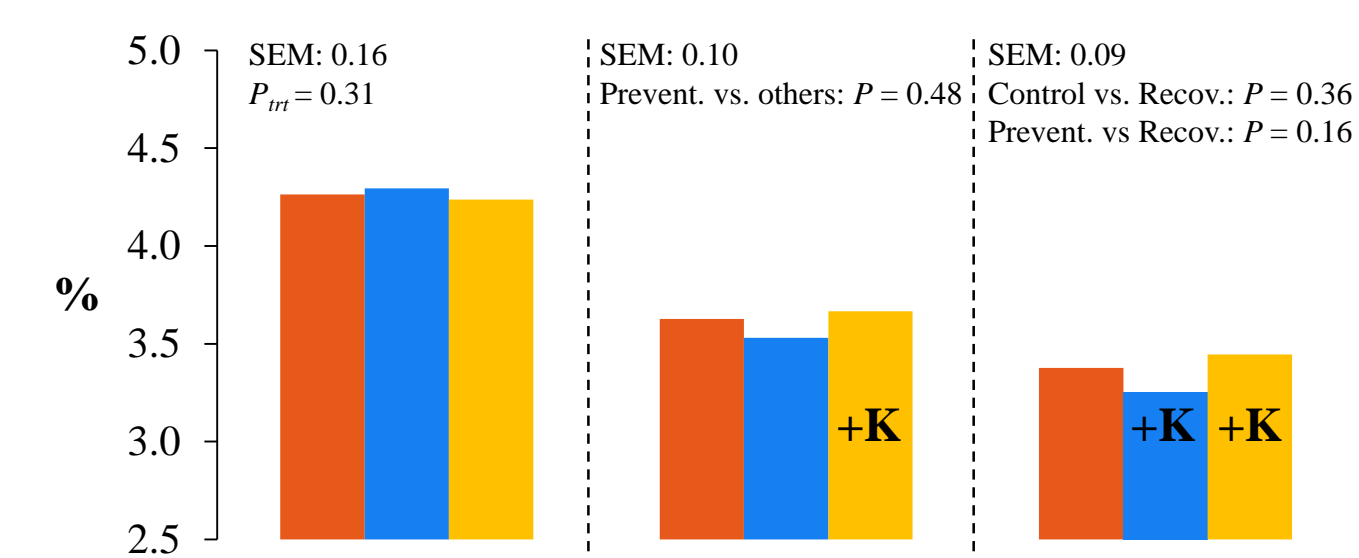 5.0
4.5
4.0
3.5
3.0
2.5
%
SEM: 0.16
Ptrt = 0.31
SEM: 0.10
Prevent. vs. others: P = 0.48
SEM: 0.09
Control vs. Recov.: P = 0.36
Prevent. vs Recov.: P = 0.16
+K
+K +K